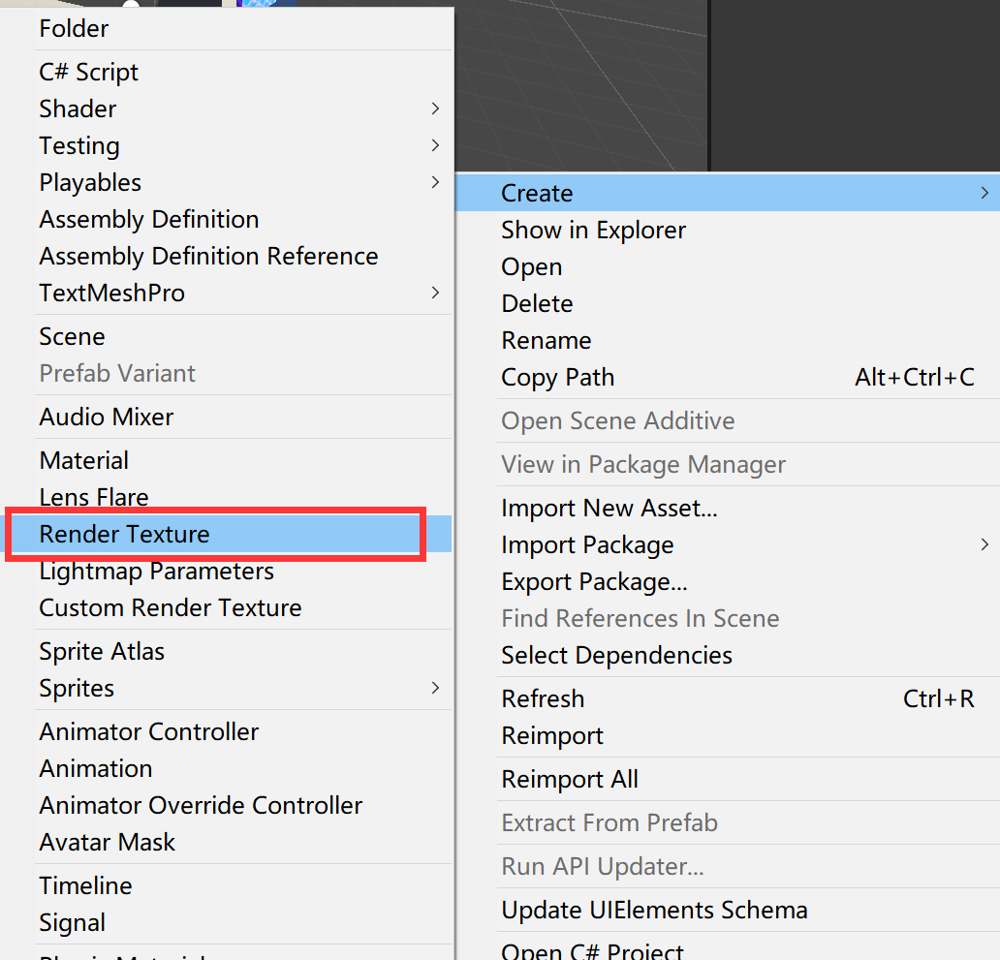 Folder
C# Script
Shader
Testing
Playables
Assembly Definition
Assembly Definition Reference
TextMeshPro
Scene
Prefab Variant
Audio Mixer
Material
Lens Flare
Render Texture
Lightmap Parameters
Custom Render Texture
Sprite Atlas
Sprites
Animator Controller
Animation
Animator Override Controller
Avatar Mask
Timeline
Signal
Create
Show in Explorer
Open
Delete
Rename
Copy Path Alt+Ctrl+C
Open Scene Additive
View in Package Manager
Import New Asset...
Import Package
Export Package...
Find References In Scene
Select Dependencies
Refresh Ctrl+R
Reimport
Reimport All
Extract From Prefab
Run API Updater...
Update UIElements Schema
Open C# Project